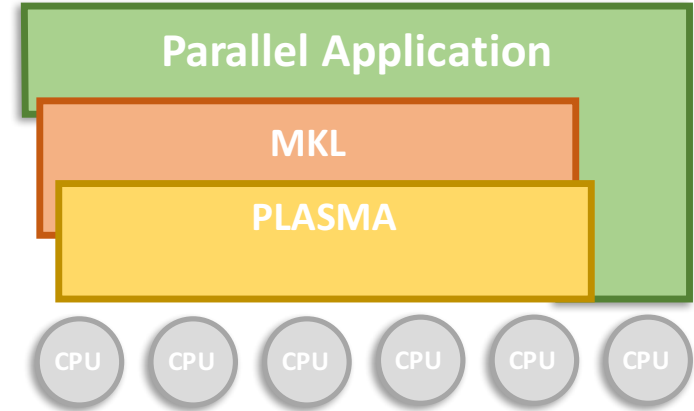 Parallel Application
MKL
PLASMA
CPU CPU CPU CPU CPU CPU